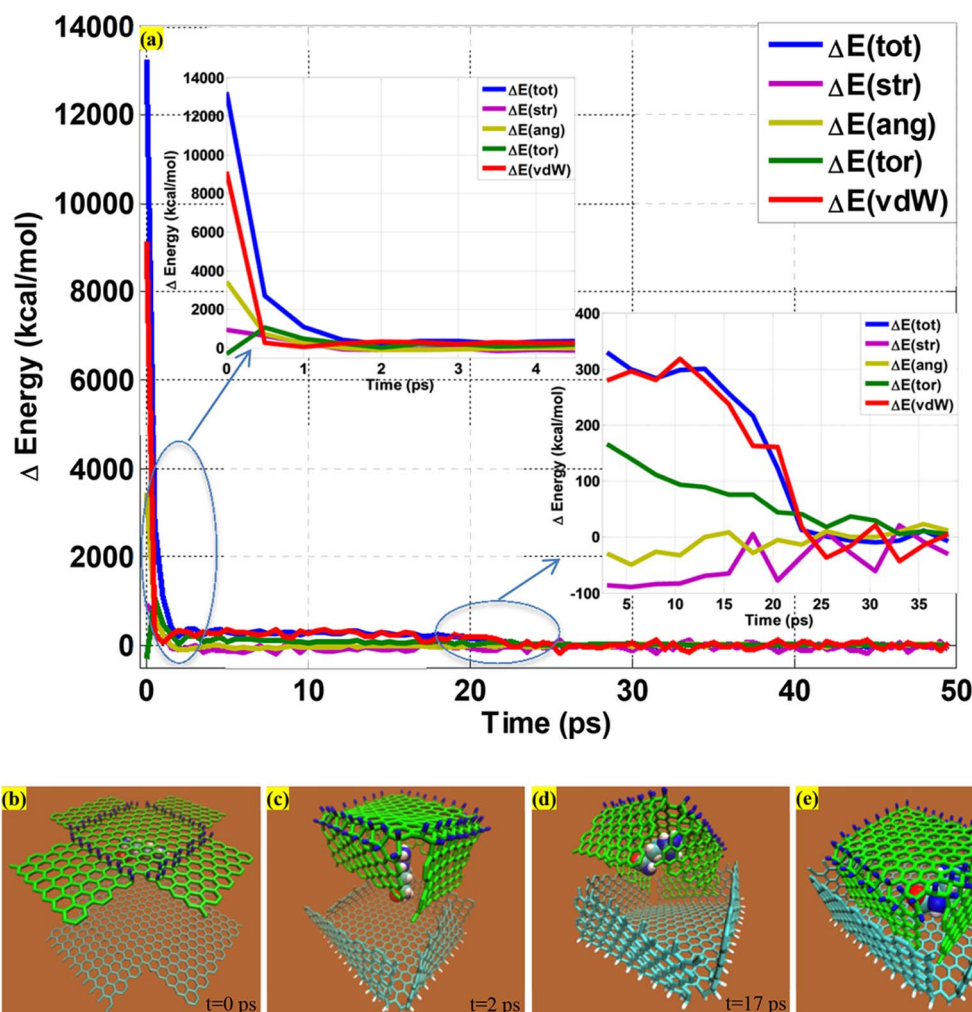 (a)
14000
12000
10000
8000
6000
4000
2000
0
Δ Energy (kcal/mol)
0 10 20 30 40 50
Time (ps)
ΔE(tot)
ΔE(str)
ΔE(ang)
ΔE(tor)
ΔE(vdW)
14000
12000
10000
8000
6000
4000
2000
0
Δ Energy (kcal/mol)
0 1 2 3 4
Time (ps)
ΔE(tot)
ΔE(str)
ΔE(ang)
ΔE(tor)
ΔE(vdW)
400
300
200
100
0
-100
Δ Energy (kcal/mol)
5 10 15 20 25 30 35
Time (ps)
ΔE(tot)
ΔE(str)
ΔE(ang)
ΔE(tor)
ΔE(vdW)
(b)
t=0 ps
(c)
t=2 ps
(d)
t=17 ps
(e)